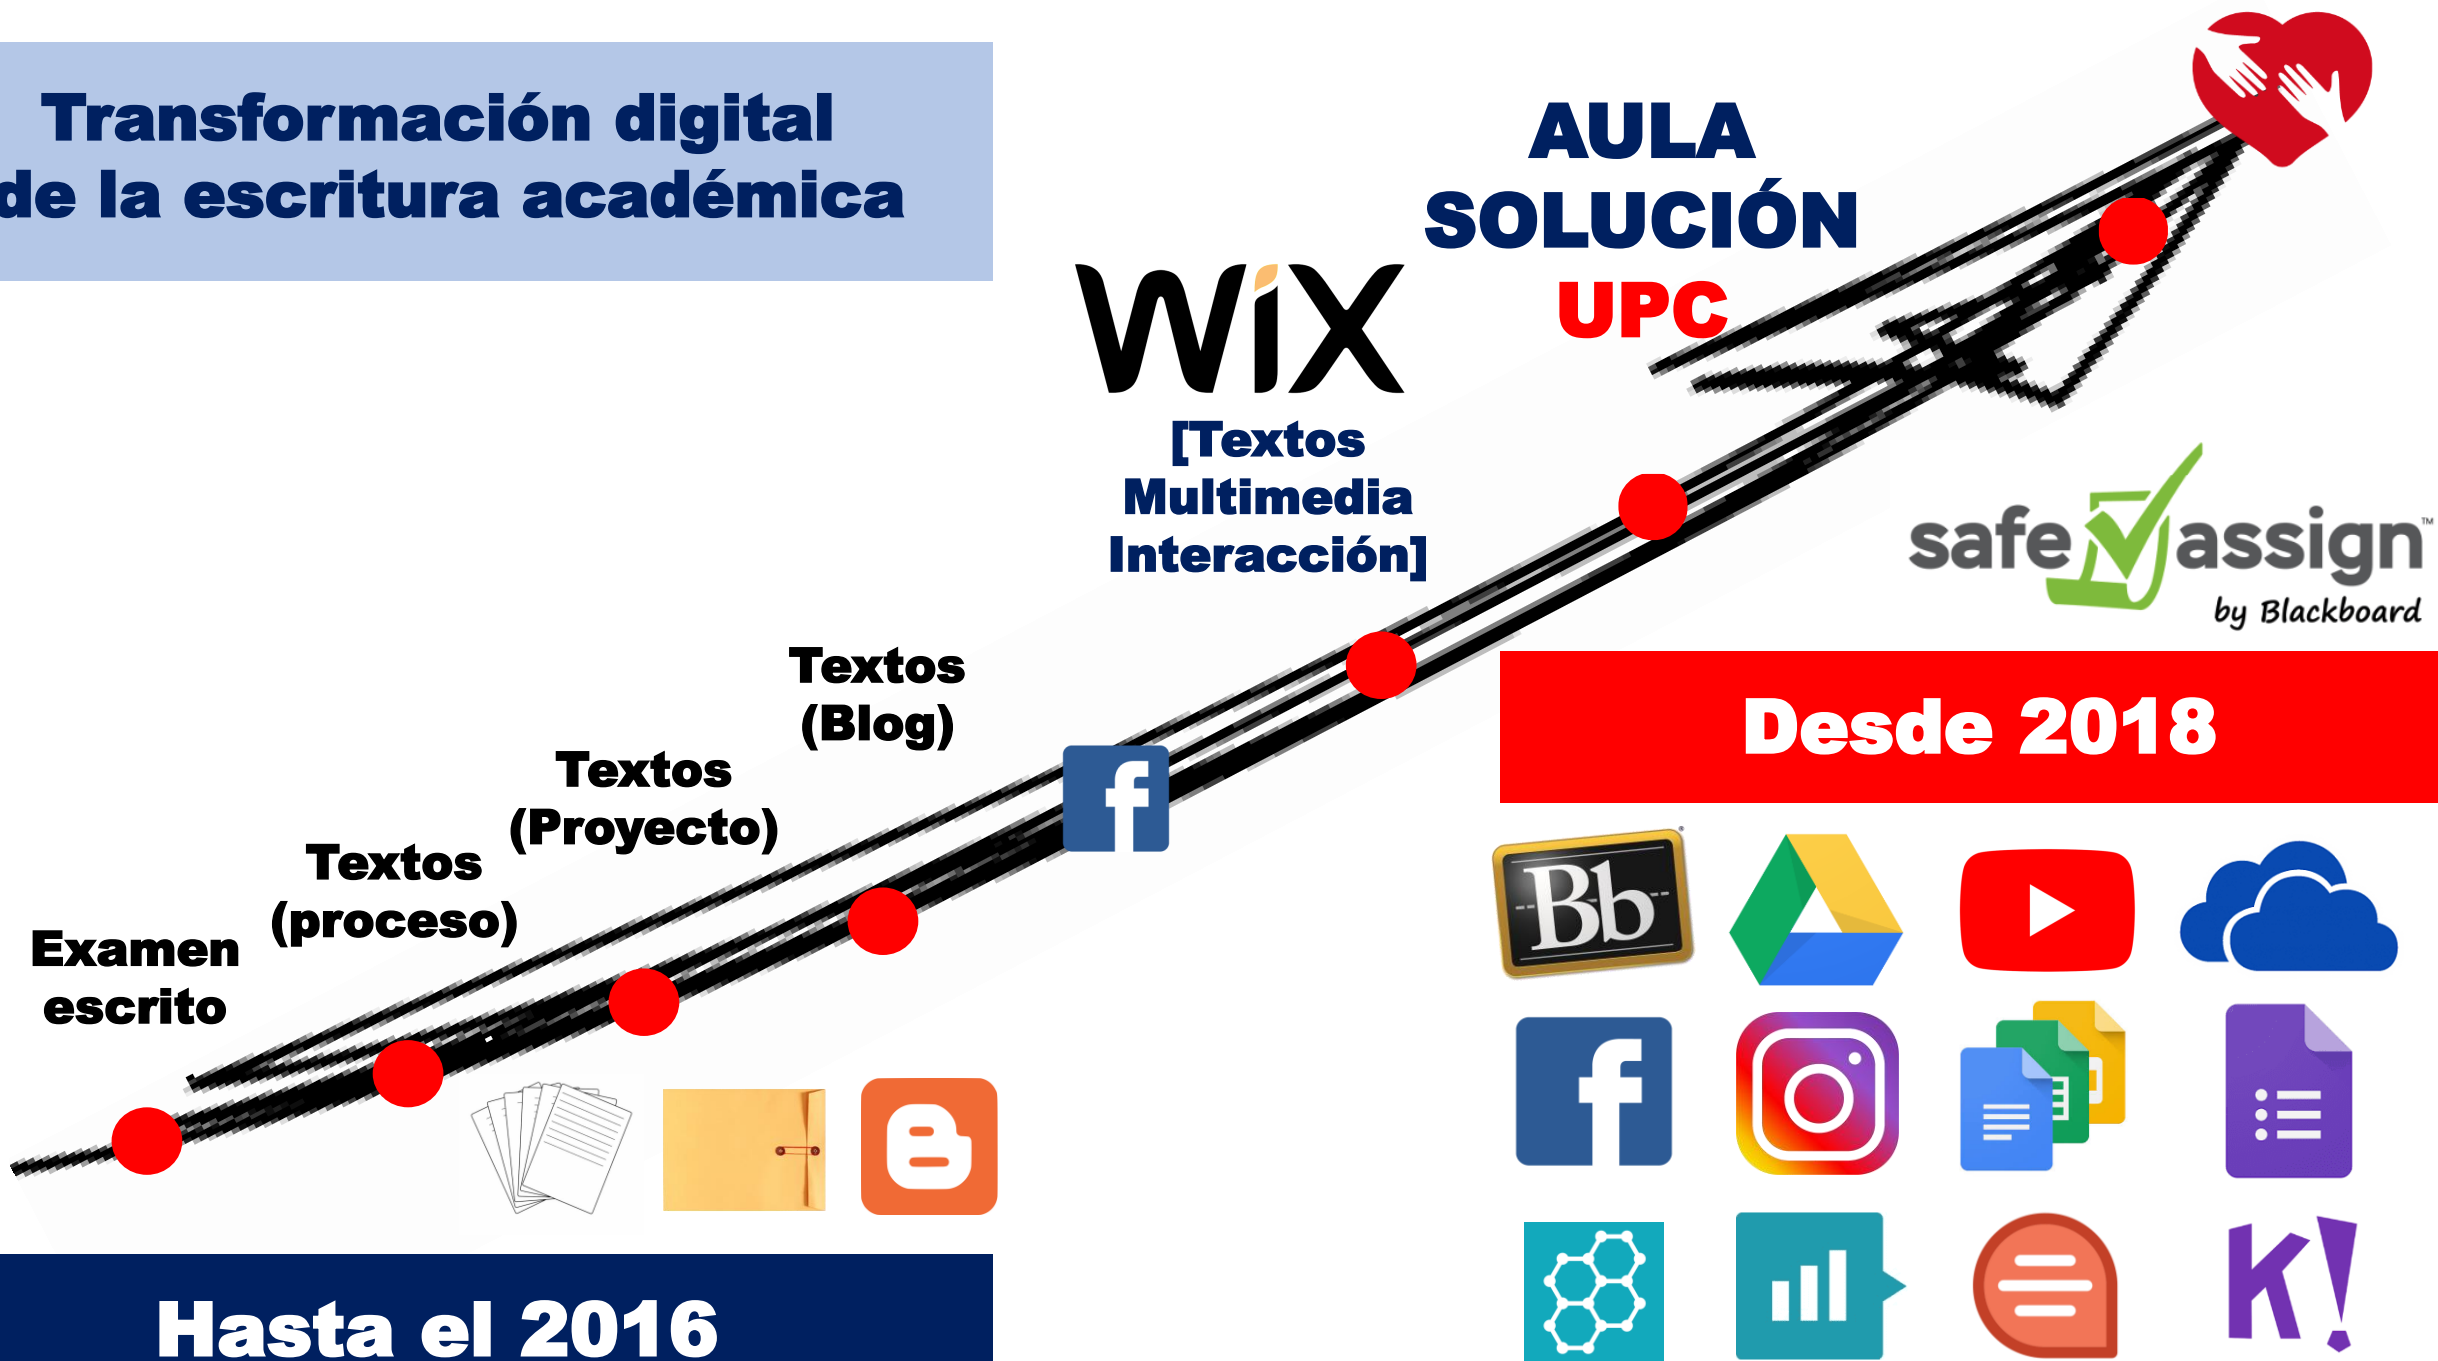 Transformación digital
de la escritura académica
AULA
SOLUCIÓN
UPC
WiX
[Textos
Multimedia
Interacción]
safe assign™
by Blackboard
Textos
(Blog)
Textos
(Proyecto)
Textos
(proceso)
Examen
escrito
f
Desde 2018
Bb
f
K!
Hasta el 2016